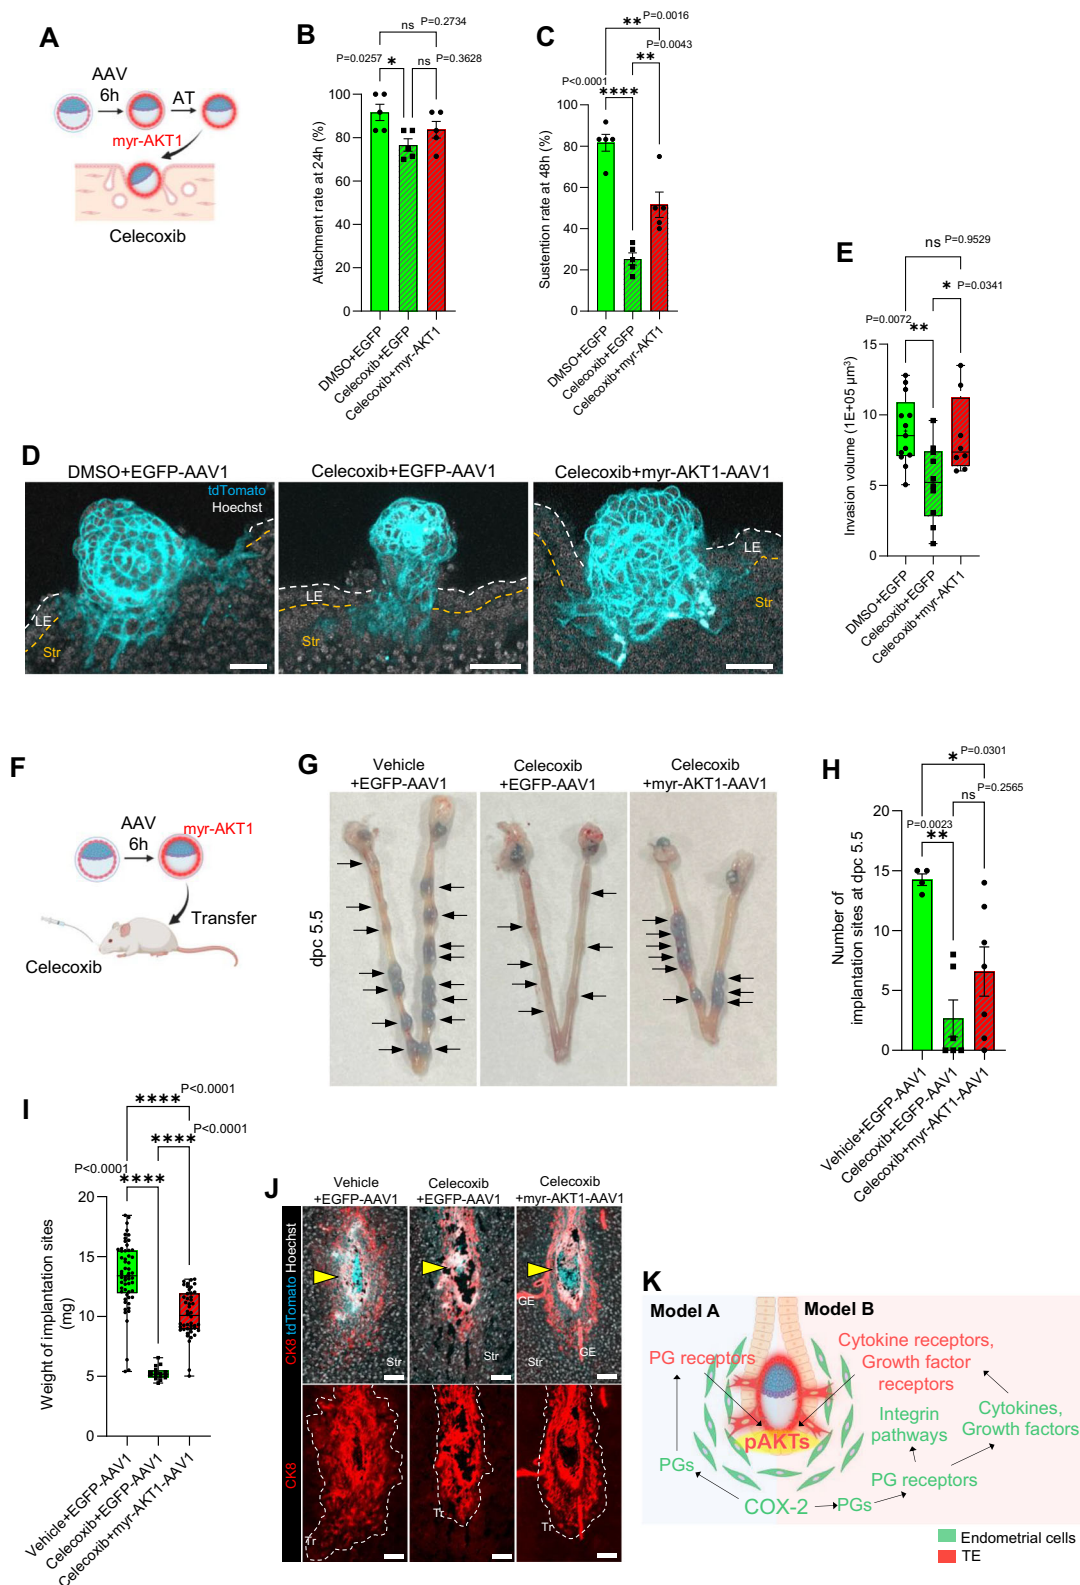 A
AAV
6h
AT
myr-AKT1
Celecoxib
B
ns P=0.2734
P=0.0257 * ns P=0.3628
Attachment rate at 24h (%)
100
80
60
40
20
0
DMSO+EGFP
Celecoxib+EGFP
Celecoxib+myr-AKT1
C
** P=0.0016
** P=0.0043
P<0.0001
****
Sustention rate at 48h (%)
100
80
60
40
20
0
DMSO+EGFP
Celecoxib+EGFP
Celecoxib+myr-AKT1
D
DMSO+EGFP-AAV1
tdTomato
Hoechst
LE
Str
Celecoxib+EGFP-AAV1
LE
Str
Celecoxib+myr-AKT1-AAV1
LE
Str
E
ns P=0.9529
* P=0.0341
P=0.0072
**
Invasion volume (1E+05 µm³)
15
10
5
0
DMSO+EGFP
Celecoxib+EGFP
Celecoxib+myr-AKT1
F
AAV
6h
myr-AKT1
Transfer
Celecoxib
G
Vehicle
+EGFP-AAV1
Celecoxib
+EGFP-AAV1
Celecoxib
+myr-AKT1-AAV1
dpc 5.5
H
* P=0.0301
ns P=0.2565
P=0.0023
**
Number of
implantation sites at dpc 5.5
20
15
10
5
0
Vehicle+EGFP-AAV1
Celecoxib+EGFP-AAV1
Celecoxib+myr-AKT1-AAV1
I
P<0.0001
****
P<0.0001
****
P<0.0001
****
Weight of implantation sites
(mg)
20
15
10
5
0
Vehicle+EGFP-AAV1
Celecoxib+EGFP-AAV1
Celecoxib+myr-AKT1-AAV1
J
Vehicle
+EGFP-AAV1
Celecoxib
+EGFP-AAV1
Celecoxib
+myr-AKT1-AAV1
CK8 tdTomato Hoechst
Str
Str
GE
Str
GE
CK8
Tr
Tr
Tr
K
Model A
Model B
PG receptors
Cytokine receptors,
Growth factor
receptors
Integrin
pathways
Cytokines,
Growth factors
pAKTs
PGs
PG receptors
COX-2
PGs
Endometrial cells
TE